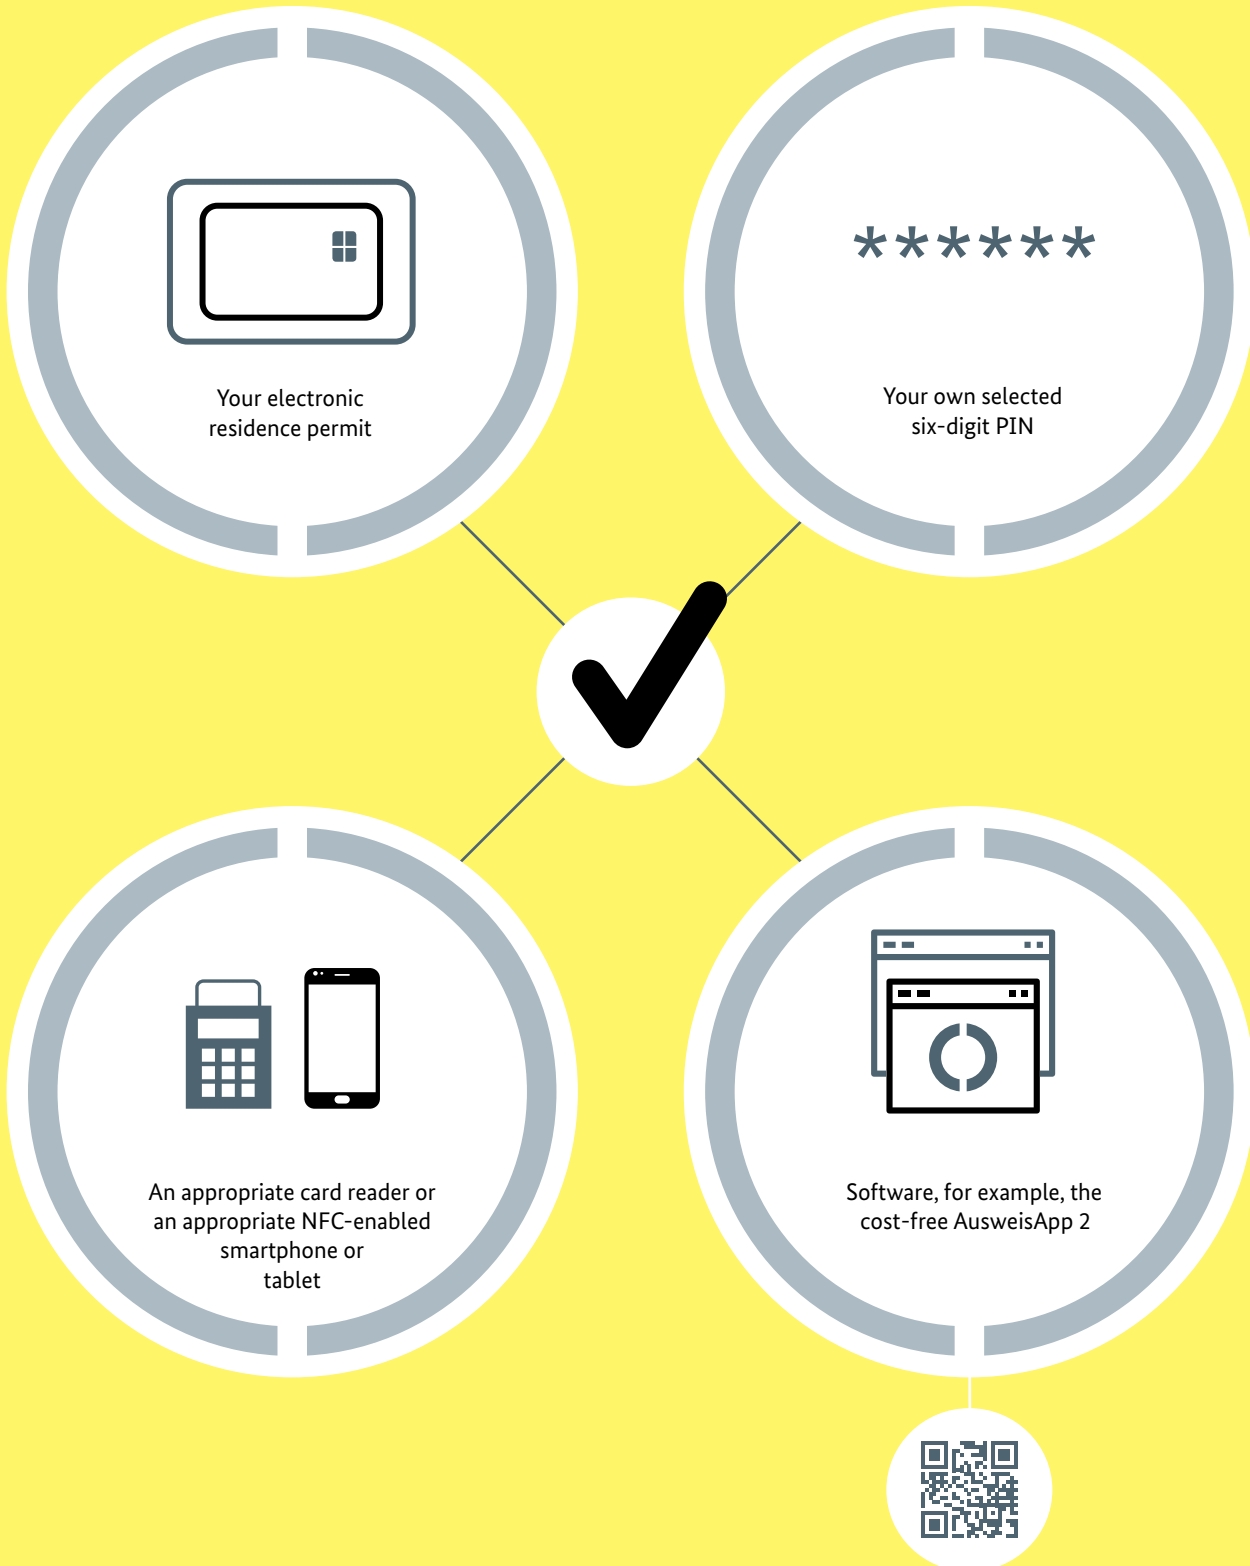 ******
Your electronic
residence permit
Your own selected
six-digit PIN
An appropriate card reader or
an appropriate NFC-enabled
smartphone or
tablet
Software, for example, the
cost-free AusweisApp 2